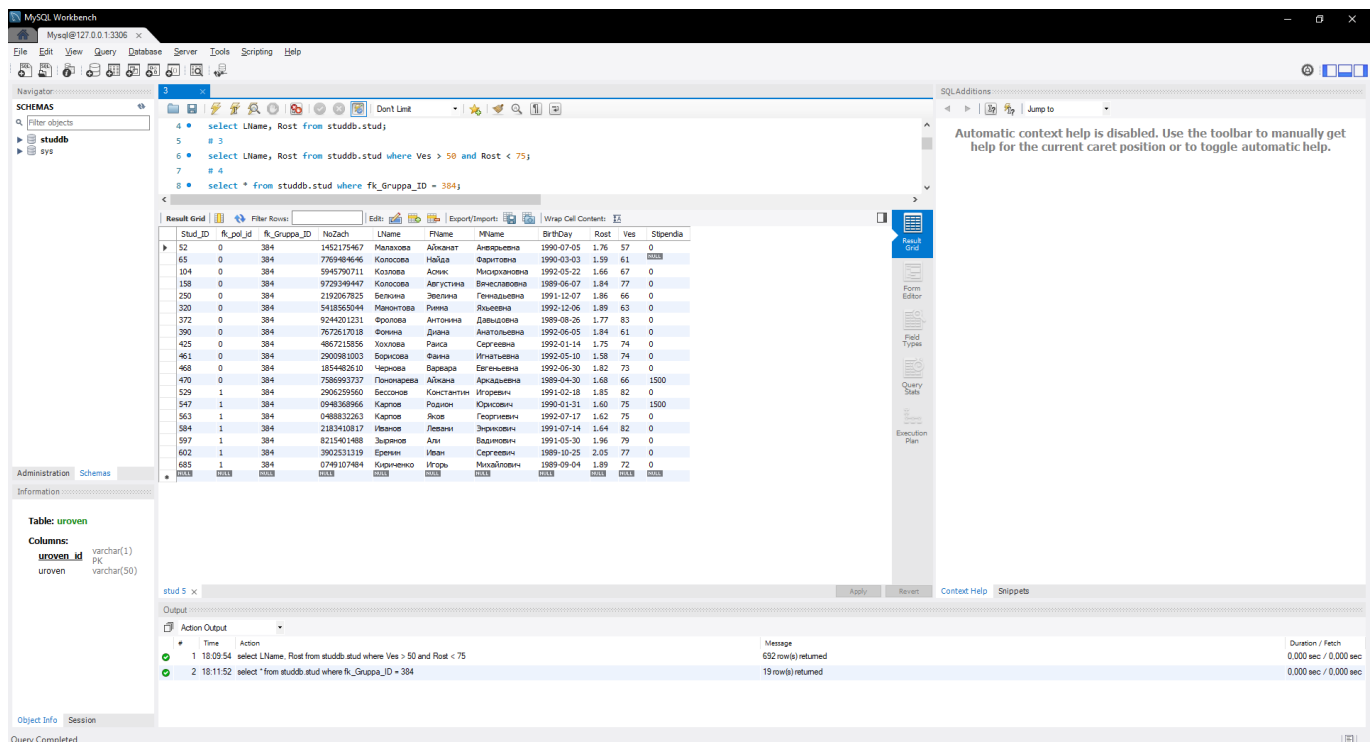 MySQL Workbench
Mysql@127.0.0.1:3306 ×
File Edit View Query Database Server Tools Scripting Help
Navigator
SCHEMAS
Filter objects
studdb
sys
3 ×
Don't Limit
4 select LName, Rost from studdb.stud;
5 # 3
6 select LName, Rost from studdb.stud where Ves > 50 and Rost < 75;
7 # 4
8 select * from studdb.stud where fk_Gruppa_ID = 384;
Result Grid Filter Rows: Edit: Export/Import: Wrap Cell Content:
Stud_ID fk_pol_id fk_Gruppa_ID NoZach LName FName MName BirthDay Rost Ves Stipendia
52 0 384 1452175467 Малахова Айжанат Анвярьевна 1990-07-05 1.76 57 0
65 0 384 7769484646 Колосова Найда Фаритовна 1990-03-03 1.59 61 NULL
104 0 384 5945790711 Козлова Асмик Мисирхановна 1992-05-22 1.66 67 0
158 0 384 9729349447 Колосова Августина Вячеславовна 1989-06-07 1.84 77 0
250 0 384 2192067825 Белкина Эвелина Геннадьевна 1991-12-07 1.86 66 0
320 0 384 5418565044 Мамонтова Римма Яхьеевна 1992-12-06 1.89 63 0
372 0 384 9244201231 Фролова Антонина Давыдовна 1989-08-26 1.77 83 0
390 0 384 7672617018 Фомина Диана Анатольевна 1992-06-05 1.84 61 0
425 0 384 4867215856 Хохлова Раиса Сергеевна 1992-01-14 1.75 74 0
461 0 384 2900981003 Борисова Фаина Игнатьевна 1992-05-10 1.58 74 0
468 0 384 1854482610 Чернова Варвара Евгеньевна 1992-06-30 1.82 73 0
470 0 384 7586993737 Пономарева Айжана Аркадьевна 1989-04-30 1.68 66 1500
529 1 384 2906259560 Бессонов Константин Игоревич 1991-02-18 1.85 82 0
547 1 384 0948368966 Карпов Родион Юрисович 1990-01-31 1.60 75 1500
563 1 384 0488832263 Карпов Яков Георгиевич 1992-07-17 1.62 75 0
584 1 384 2183410817 Иванов Левани Энрикович 1991-07-14 1.64 82 0
597 1 384 8215401488 Зырянов Али Вадимович 1991-05-30 1.96 79 0
602 1 384 3902531319 Еремин Иван Сергеевич 1989-10-25 2.05 77 0
685 1 384 0749107484 Кириченко Игорь Михайлович 1989-09-04 1.89 72 0
NULL NULL NULL NULL NULL NULL NULL NULL NULL NULL NULL
Result Grid
Form Editor
Field Types
Query Stats
Execution Plan
SQLAdditions
Jump to
Automatic context help is disabled. Use the toolbar to manually get
help for the current caret position or to toggle automatic help.
Administration Schemas
Information
Table: uroven
Columns:
uroven_id varchar(1) PK
uroven varchar(50)
stud 5 ×
Apply Revert
Context Help Snippets
Output
Action Output
# Time Action Message Duration / Fetch
1 18:09:54 select LName, Rost from studdb.stud where Ves > 50 and Rost < 75 692 row(s) returned 0,000 sec / 0,000 sec
2 18:11:52 select * from studdb.stud where fk_Gruppa_ID = 384 19 row(s) returned 0,000 sec / 0,000 sec
Object Info Session
Query Completed